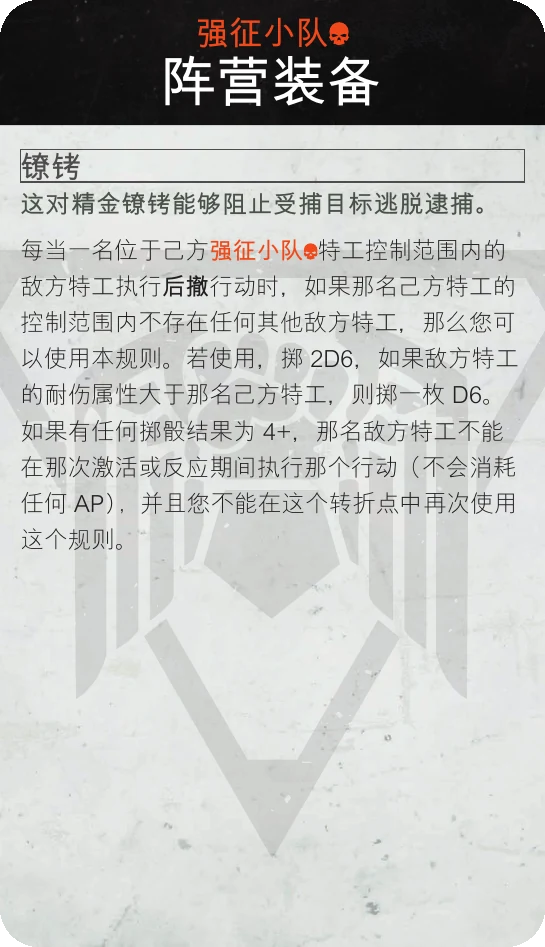 强征小队
阵营装备
镣铐
这对精金镣铐能够阻止受捕目标逃脱逮捕。
每当一名位于己方强征小队特工控制范围内的
敌方特工执行后撤行动时，如果那名己方特工的
控制范围内不存在任何其他敌方特工，那么您可
以使用本规则。若使用，掷 2D6，如果敌方特工
的耐伤属性大于那名己方特工，则掷一枚 D6。
如果有任何掷骰结果为 4+，那名敌方特工不能
在那次激活或反应期间执行那个行动（不会消耗
任何 AP），并且您不能在这个转折点中再次使用
这个规则。